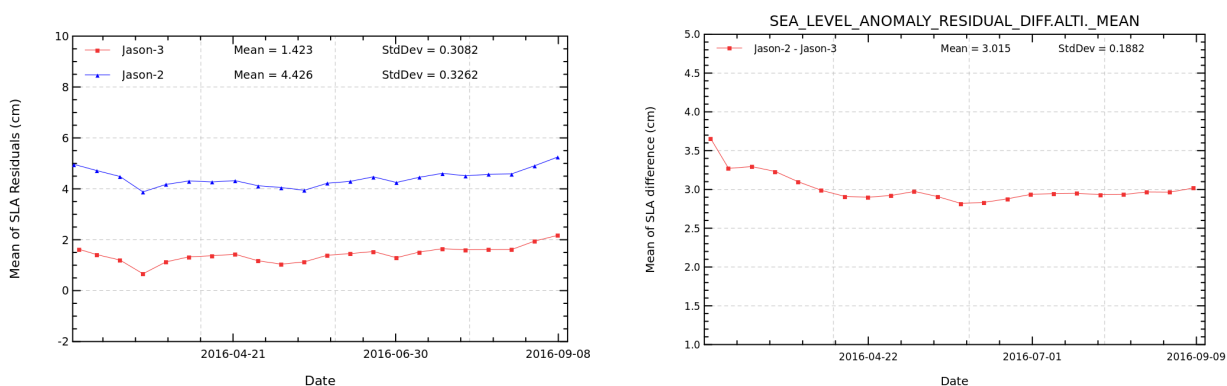 10
8
6
4
2
0
-2
Mean of SLA Residuals (cm)
Jason-3 Mean = 1.423 StdDev = 0.3082
Jason-2 Mean = 4.426 StdDev = 0.3262
2016-04-21 2016-06-30 2016-09-08
Date
SEA_LEVEL_ANOMALY_RESIDUAL_DIFF.ALTI._MEAN
5.0
4.5
4.0
3.5
3.0
2.5
2.0
1.5
1.0
Mean of SLA difference (cm)
Jason-2 - Jason-3 Mean = 3.015 StdDev = 0.1882
2016-04-22 2016-07-01 2016-09-09
Date